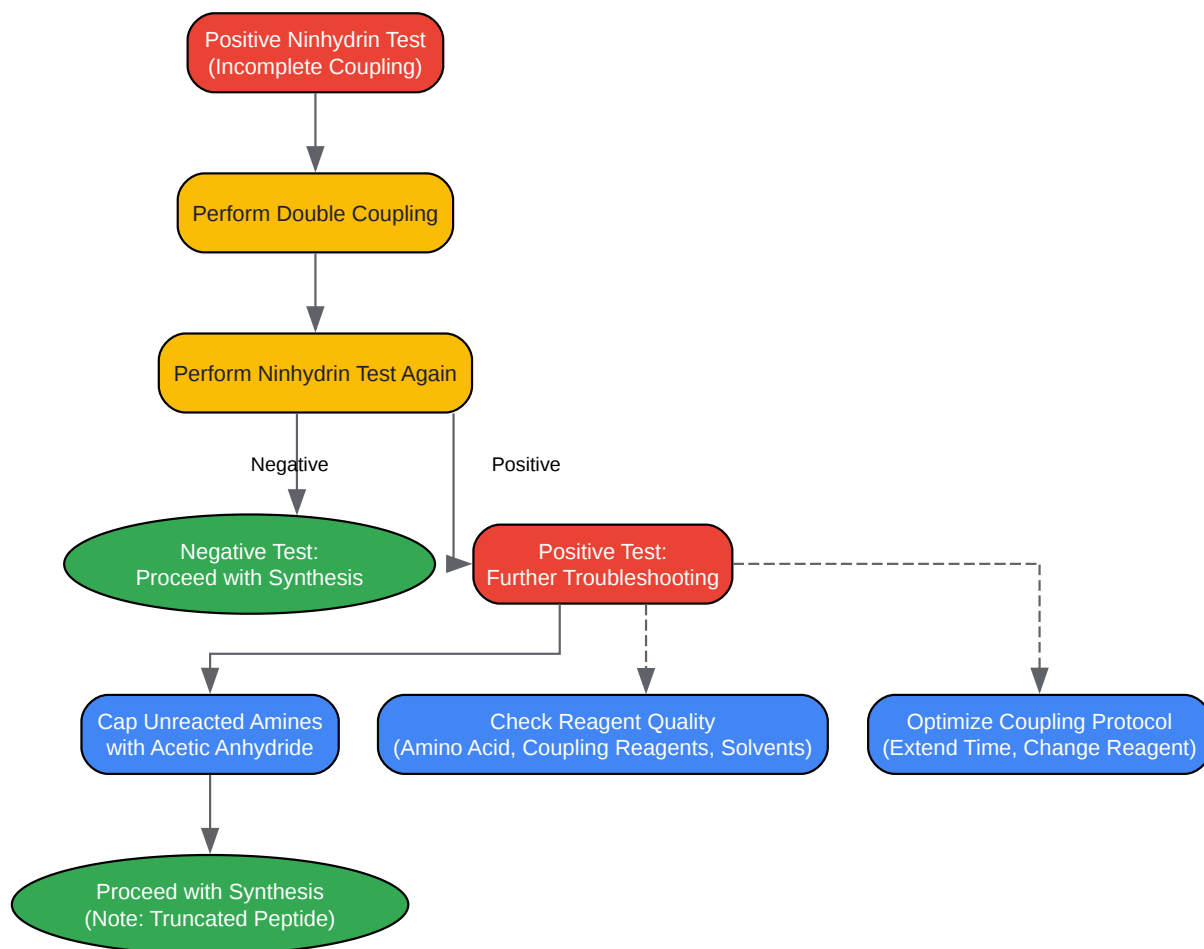 Positive Ninhydrin Test
(Incomplete Coupling)
Perform Double Coupling
Perform Ninhydrin Test Again
Negative
Positive
Negative Test:
Proceed with Synthesis
Positive Test:
Further Troubleshooting
Cap Unreacted Amines
with Acetic Anhydride
Check Reagent Quality
(Amino Acid, Coupling Reagents, Solvents)
Optimize Coupling Protocol
(Extend Time, Change Reagent)
Proceed with Synthesis
(Note: Truncated Peptide)